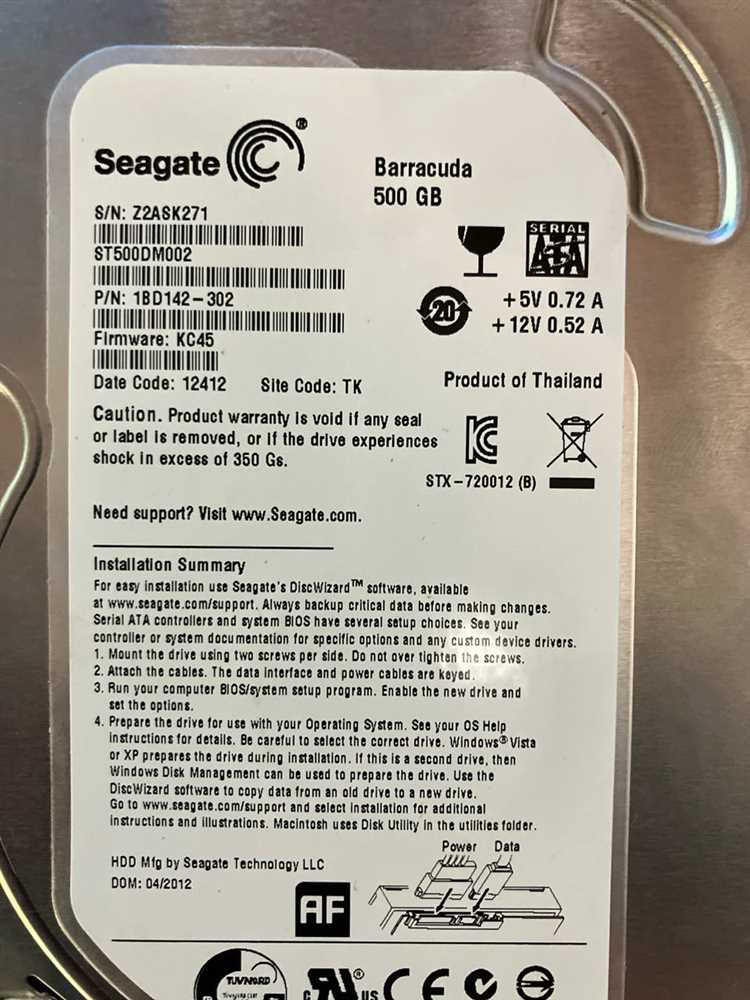 Seagate®
Barracuda
500 GB
S/N: Z2ASK271
ST500DM002
P/N: 1BD142-302
Firmware: KC45
Date Code: 12412 Site Code: TK
SERIAL
ATA
20
+5V 0.72 A
+12V 0.52 A
Product of Thailand
Caution. Product warranty is void if any seal
or label is removed, or if the drive experiences
shock in excess of 350 Gs.
STX-720012 (B)
Need support? Visit www.Seagate.com.
Installation Summary
For easy installation use Seagate's DiscWizard™ software, available
at www.seagate.com/support. Always backup critical data before making changes.
Serial ATA controllers and system BIOS have several setup choices. See your
controller or system documentation for specific options and any custom device drivers.
1. Mount the drive using two screws per side. Do not over tighten the screws.
2. Attach the cables. The data interface and power cables are keyed.
3. Run your computer BIOS/system setup program. Enable the new drive and
set the options.
4. Prepare the drive for use with your Operating System. See your OS Help
instructions for details. Be careful to select the correct drive. Windows® Vista
or XP prepares the drive during installation. If this is a second drive, then
Windows Disk Management can be used to prepare the drive. Use the
DiscWizard software to copy data from an old drive to a new drive.
Go to www.seagate.com/support and select installation for additional
instructions and illustrations. Macintosh uses Disk Utility in the utilities folder.
Power Data
HDD Mfg by Seagate Technology LLC
DOM: 04/2012
AF
c RU® US CE